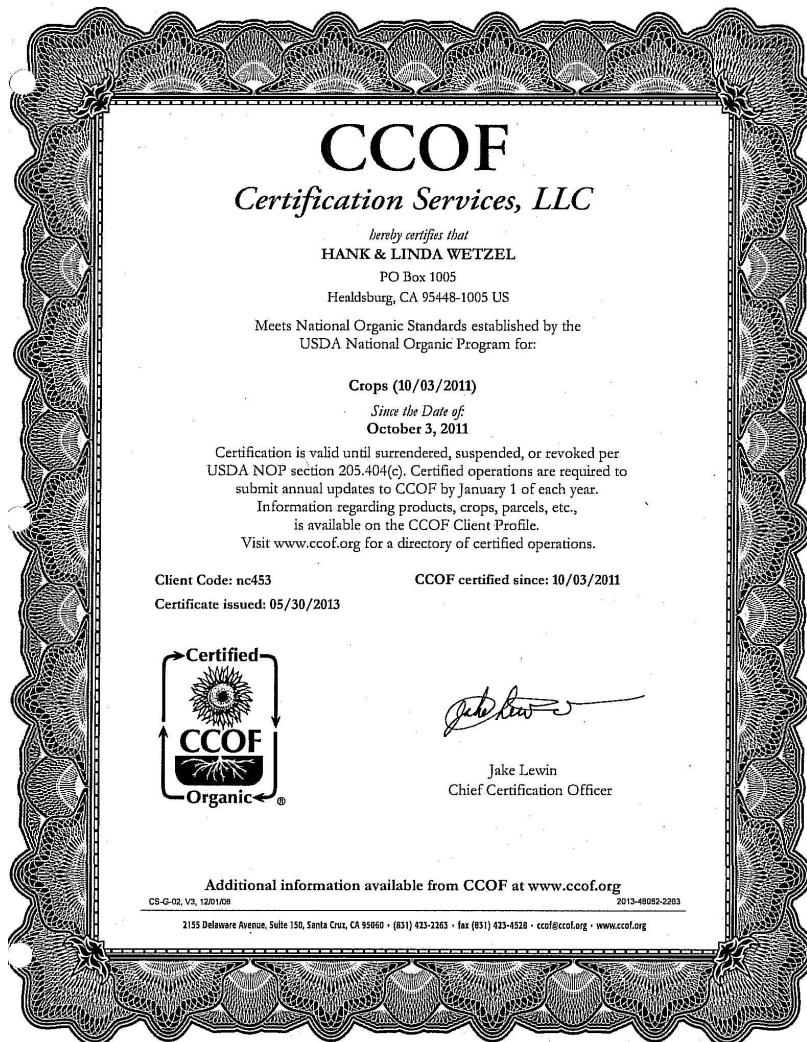 CCOF
Certification Services, LLC
hereby certifies that
HANK & LINDA WETZEL
PO Box 1005
Healdsburg, CA 95448-1005 US
Meets National Organic Standards established by the
USDA National Organic Program for:
Crops (10/03/2011)
Since the Date of:
October 3, 2011
Certification is valid until surrendered, suspended, or revoked per
USDA NOP section 205.404(c). Certified operations are required to
submit annual updates to CCOF by January 1 of each year.
Information regarding products, crops, parcels, etc.,
is available on the CCOF Client Profile.
Visit www.ccof.org for a directory of certified operations.
Client Code: nc453
CCOF certified since: 10/03/2011
Certificate issued: 05/30/2013
Certified
CCOF
Organic
®
Jake Lewin
Jake Lewin
Chief Certification Officer
Additional information available from CCOF at www.ccof.org
CS-G-02, V3, 12/01/09
2013-48052-2263
2155 Delaware Avenue, Suite 150, Santa Cruz, CA 95060 • (831) 423-2263 • fax (831) 423-4528 • ccof@ccof.org • www.ccof.org